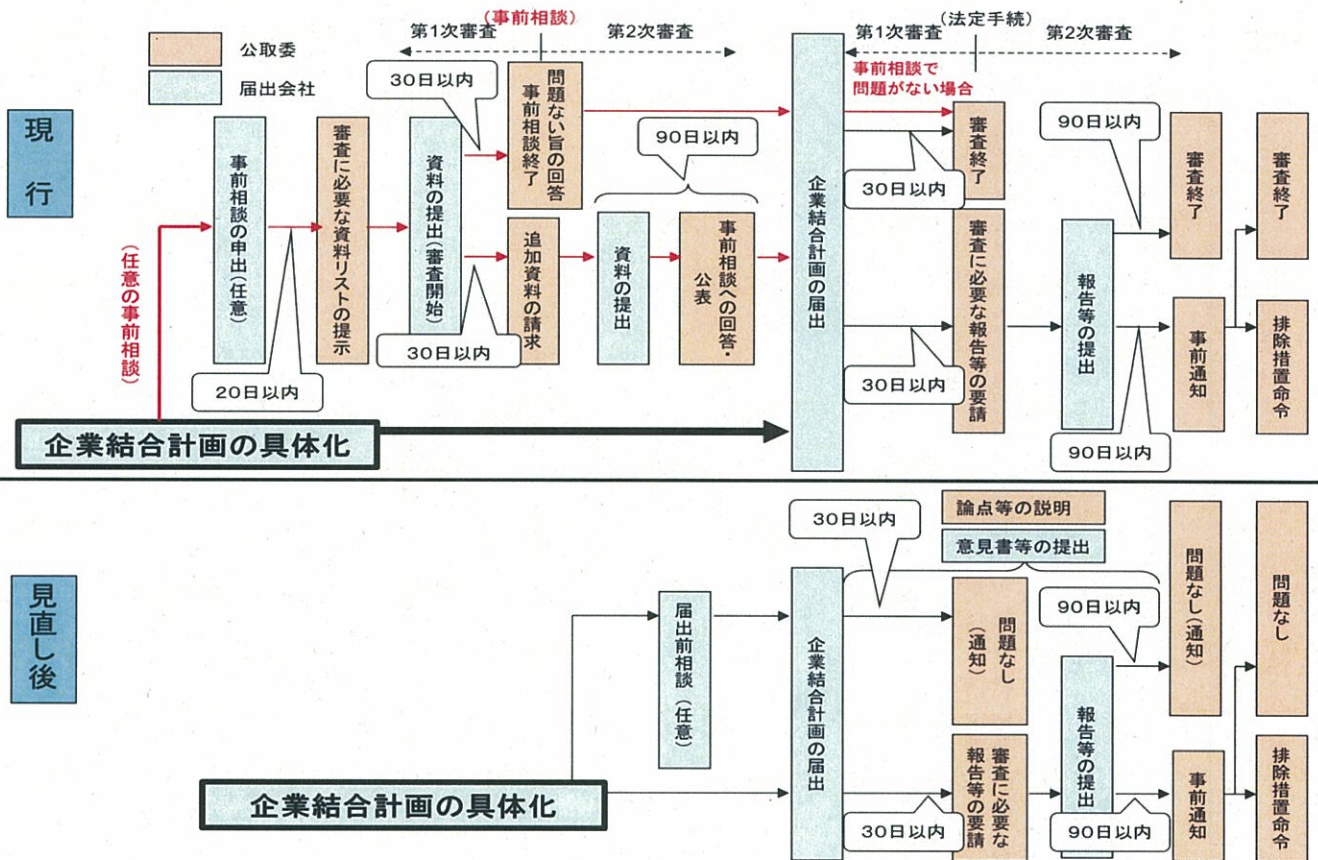 公取委
届出会社
現行
(事前相談)
第1次審査
第2次審査
(法定手続)
第1次審査
第2次審査
事前相談で
問題がない場合
(任意の事前相談)
事前相談の申出(任意)
20日以内
審査に必要な資料リストの提示
資料の提出(審査開始)
30日以内
問題ない旨の回答
事前相談終了
30日以内
追加資料の請求
90日以内
資料の提出
事前相談への回答・
公表
企業結合計画の届出
30日以内
審査終了
30日以内
審査に必要な報告等の要請
報告等の提出
90日以内
審査終了
90日以内
事前通知
審査終了
排除措置命令
企業結合計画の具体化
見直し後
企業結合計画の具体化
届出前相談(任意)
企業結合計画の届出
論点等の説明
意見書等の提出
30日以内
問題なし
(通知)
30日以内
審査に必要な
報告等の要請
報告等の提出
90日以内
問題なし(通知)
90日以内
事前通知
問題なし
排除措置命令